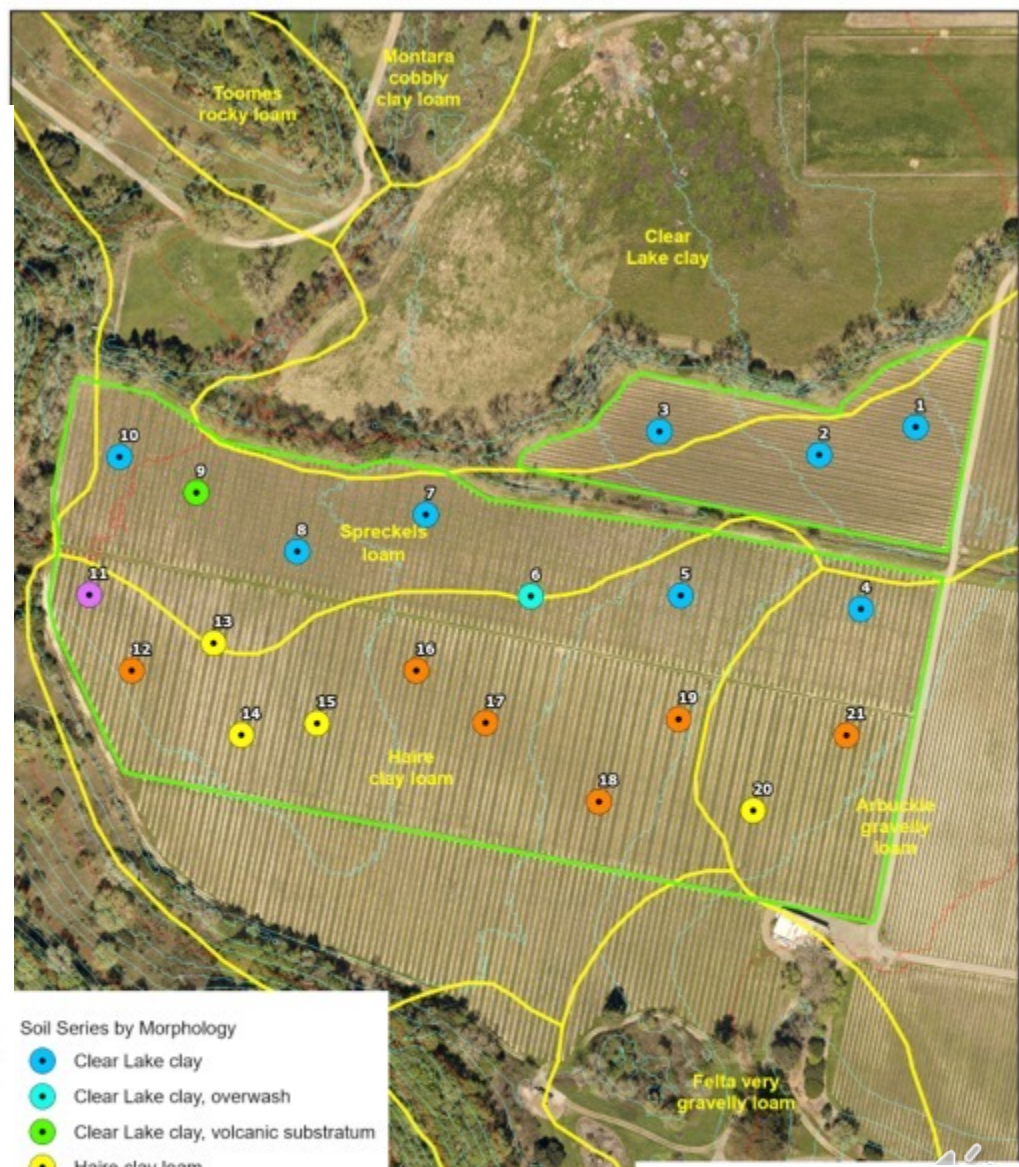 Montara
cobbly
clay loam
Toomes
rocky loam
Clear
Lake clay
1
3
10
2
9
7
8
Spreckels
loam
11
6
5
4
13
12
16
15
14
17
19
21
Haire
clay loam
18
20
Arbuckle
gravelly
loam
Soil Series by Morphology
Clear Lake clay
Clear Lake clay, overwash
Clear Lake clay, volcanic substratum
Haire clay loam
Felta very
gravelly loam